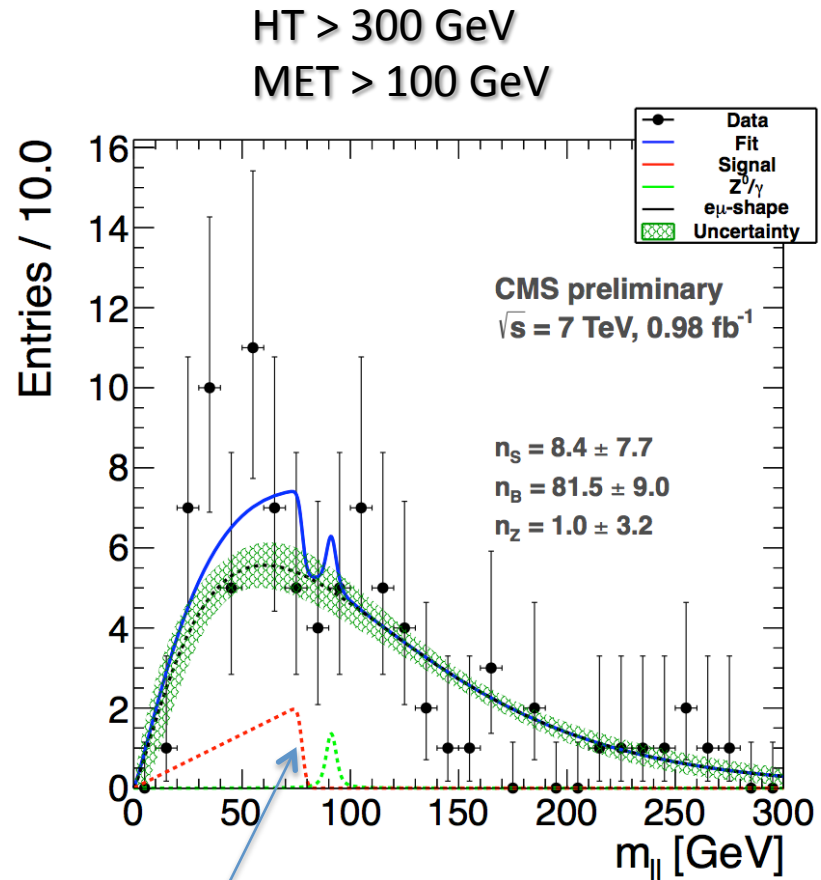 HT > 300 GeV
MET > 100 GeV
Data
Fit
Signal
Z⁰/γ
eμ-shape
Uncertainty
Entries / 10.0
16
14
12
10
8
6
4
2
0
CMS preliminary
√s = 7 TeV, 0.98 fb⁻¹
n_S = 8.4 ± 7.7
n_B = 81.5 ± 9.0
n_Z = 1.0 ± 3.2
0 50 100 150 200 250 300
m_ll [GeV]